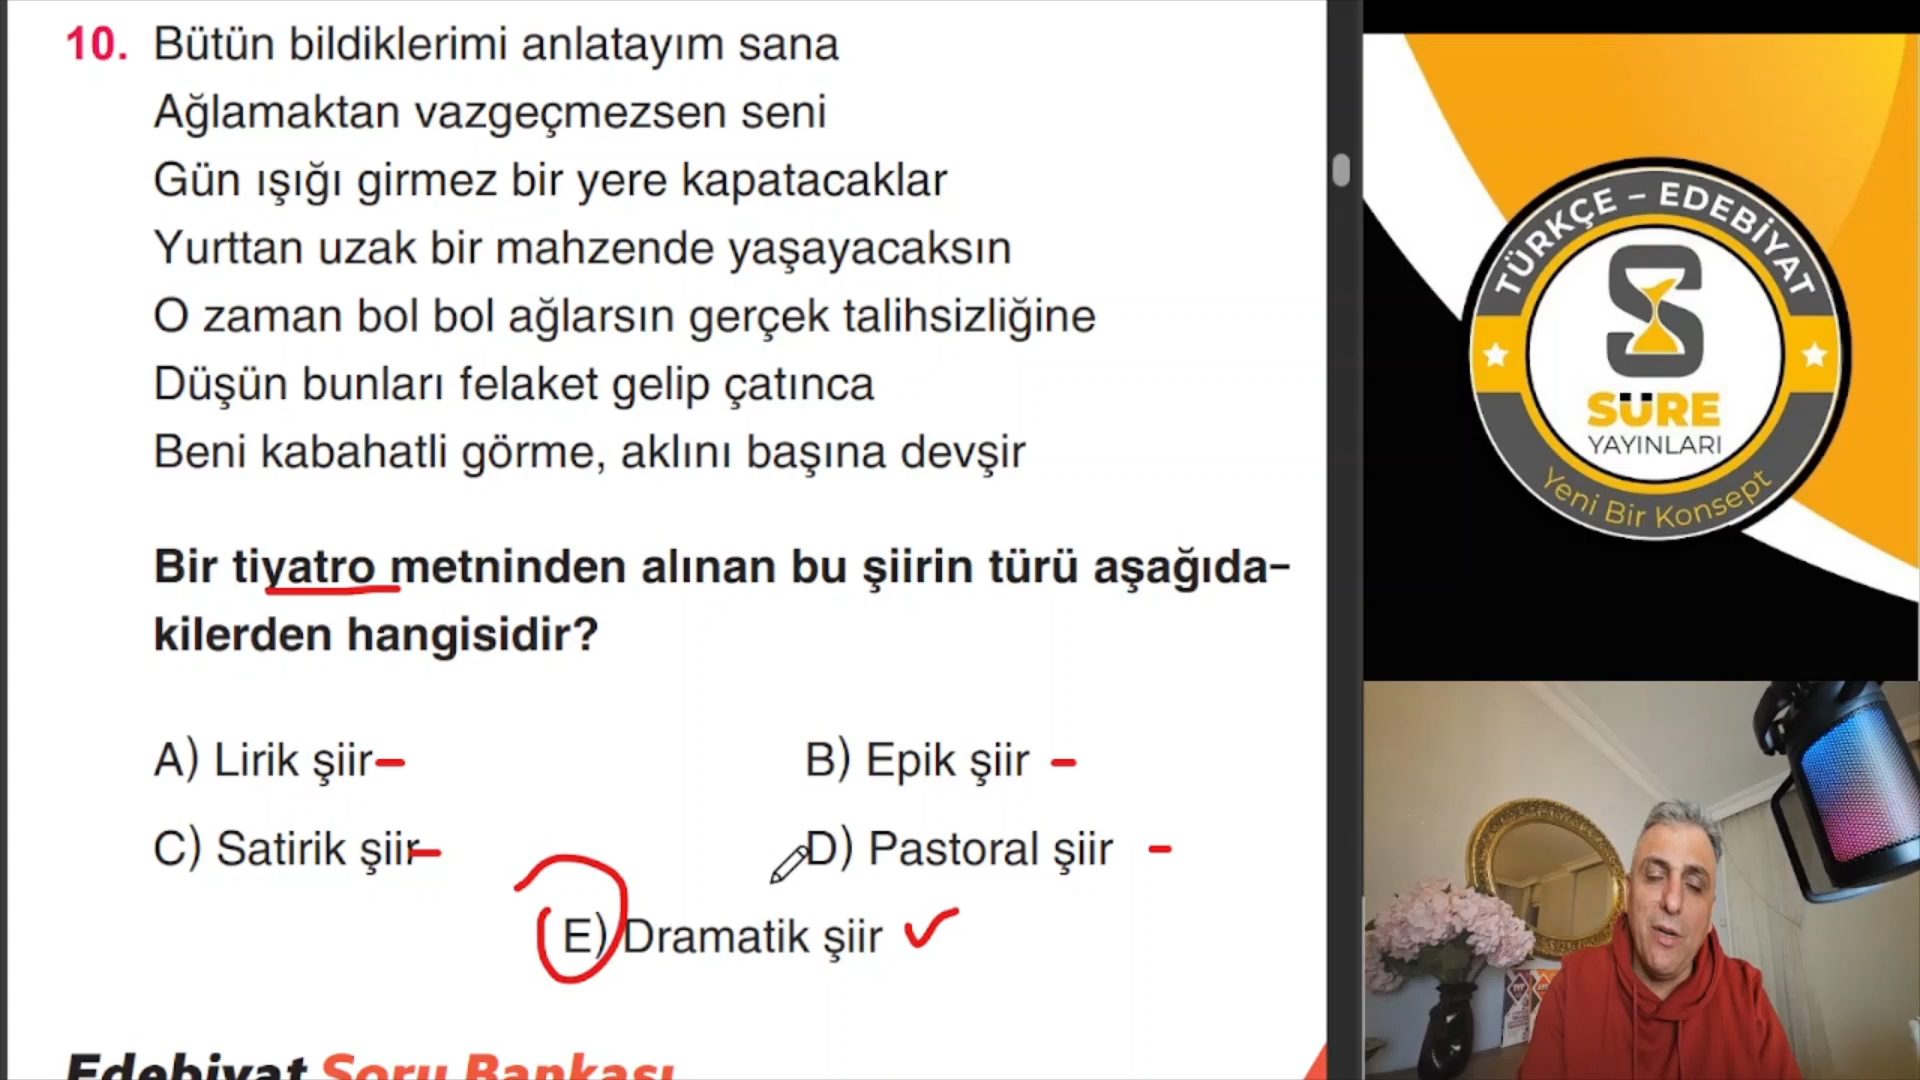 10. Bütün bildiklerimi anlatayım sana
Ağlamaktan vazgeçmezsen seni
Gün ışığı girmez bir yere kapatacaklar
Yurttan uzak bir mahzende yaşayacaksın
O zaman bol bol ağlarsın gerçek talihsizliğine
Düşün bunları felaket gelip çatınca
Beni kabahatli görme, aklını başına devşir
Bir tiyatro metninden alınan bu şiirin türü aşağıda-
kilerden hangisidir?
A) Lirik şiir
B) Epik şiir
C) Satirik şiir
D) Pastoral şiir
E) Dramatik şiir
Edebiyat Soru Bankası
TÜRKÇE – EDEBİYAT
SÜRE
YAYINLARI
Yeni Bir Konsept